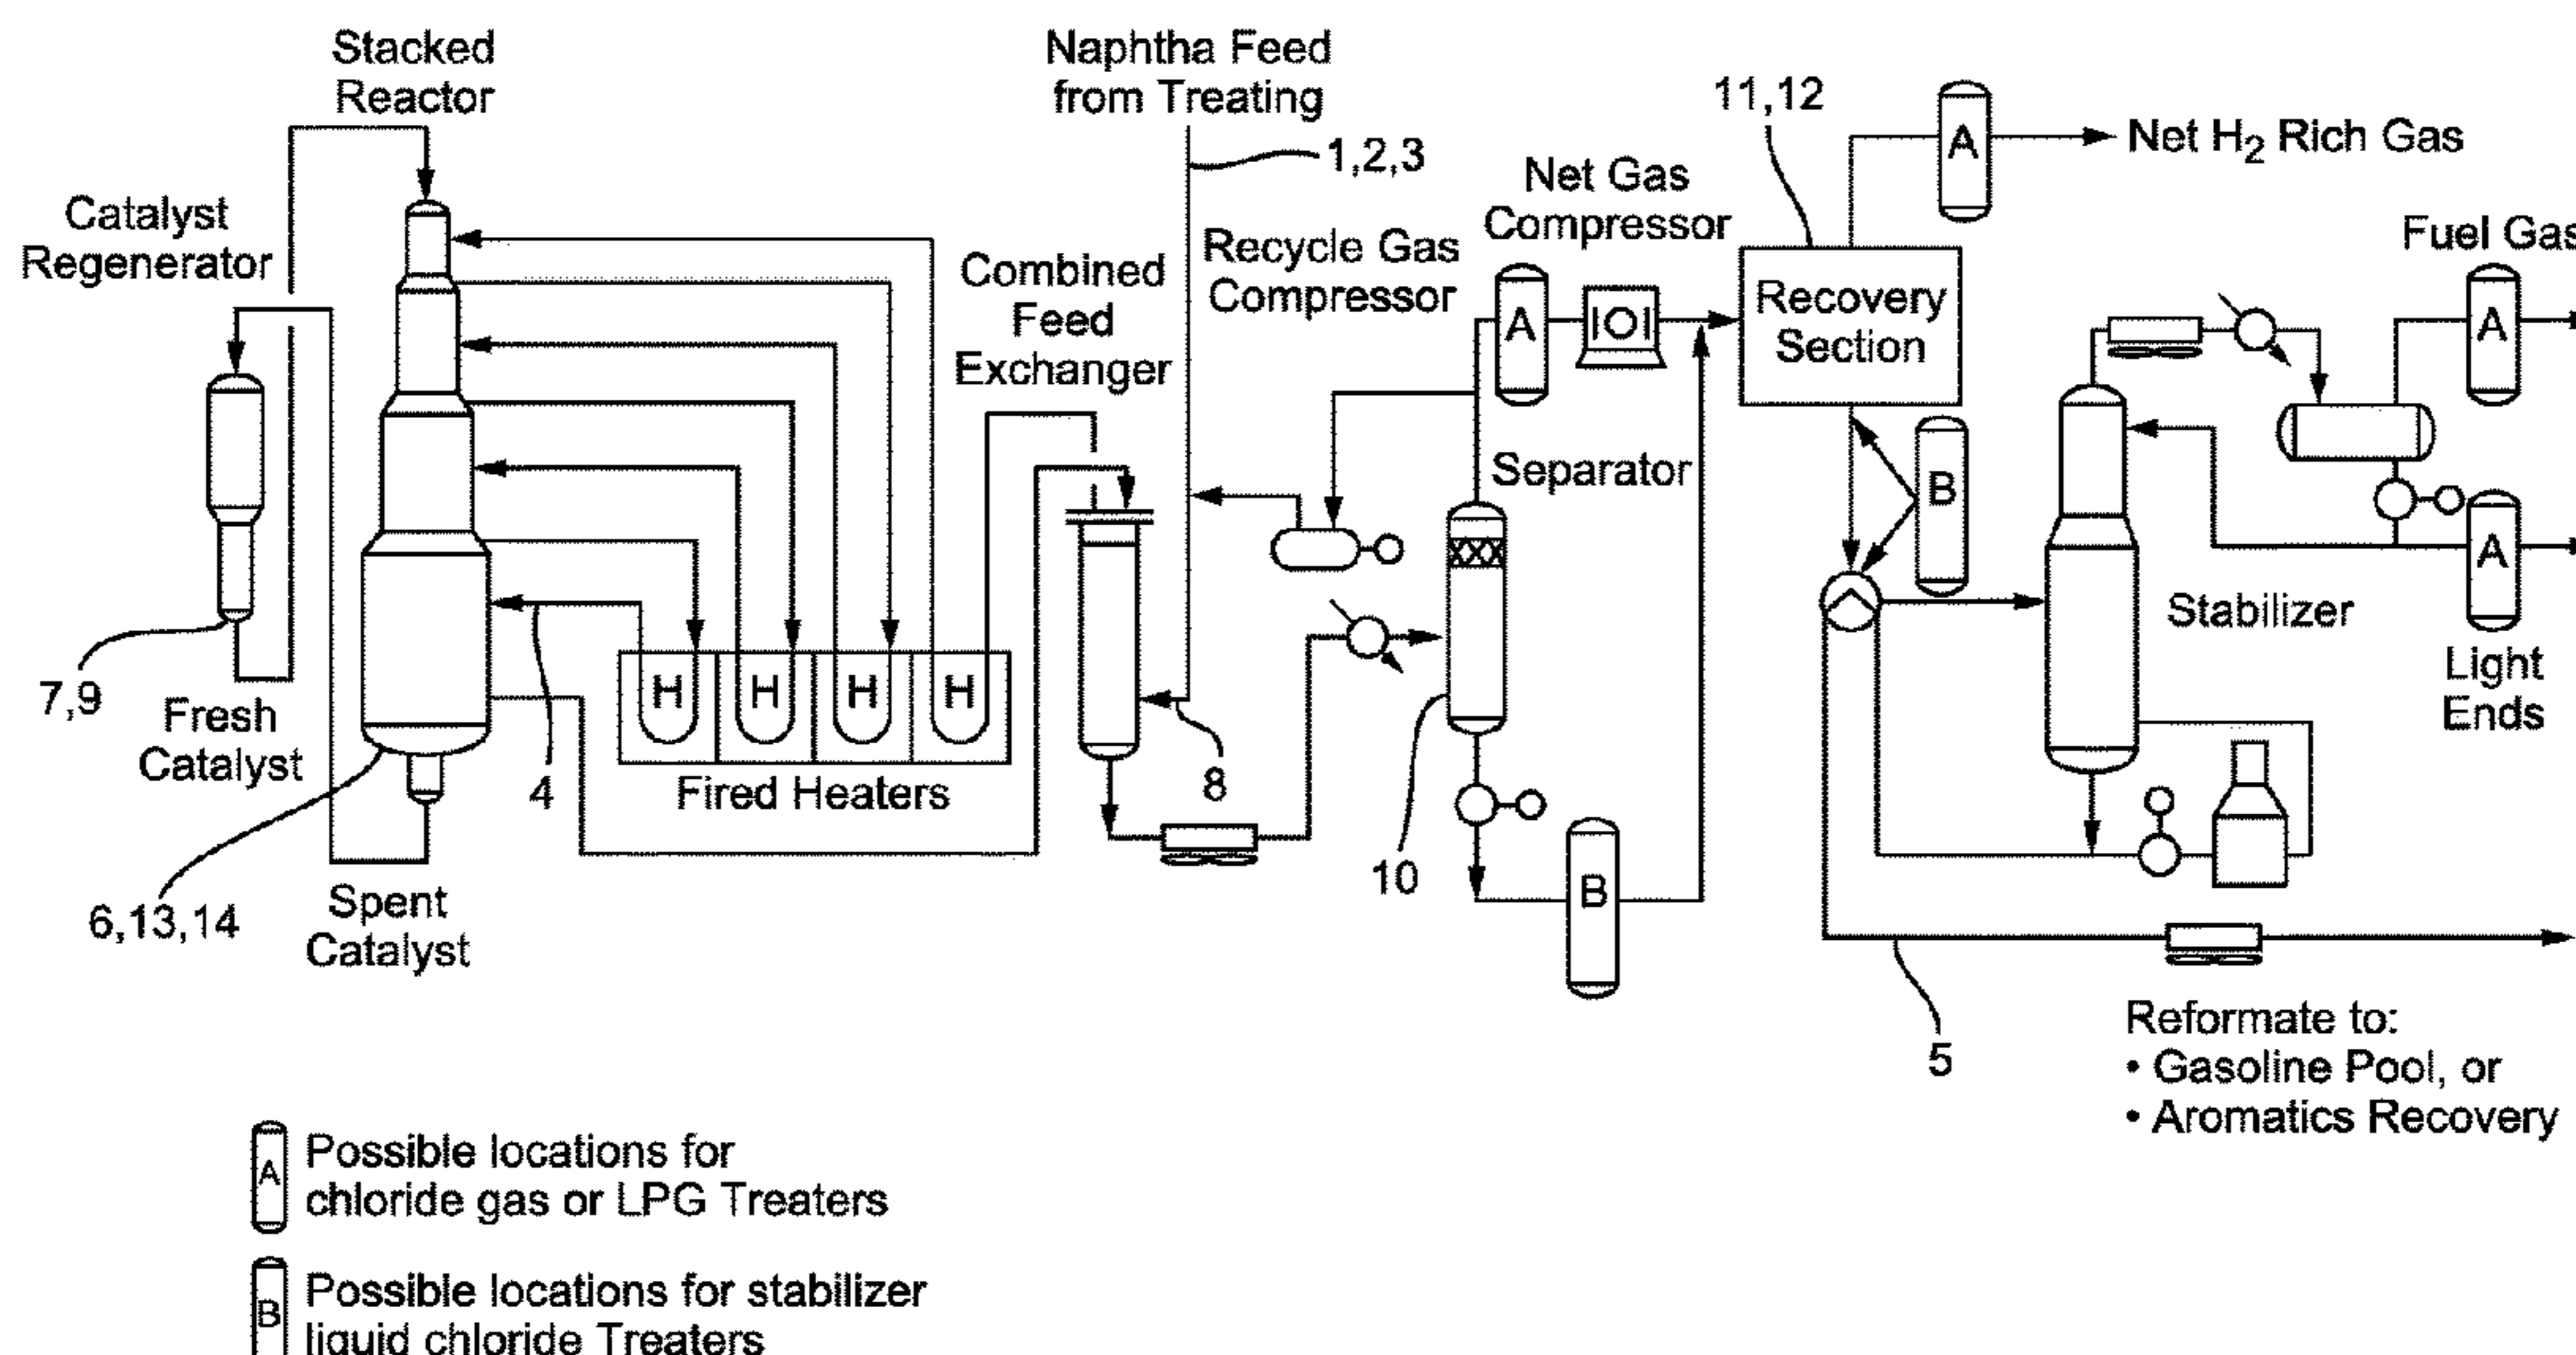 Stacked
Reactor
Naphtha Feed
from Treating
1,2,3
11,12
A
Net H₂ Rich Gas
Catalyst
Regenerator
Net Gas
Compressor
Recycle Gas
Compressor
Combined
Feed
Exchanger
A
Recovery
Section
Fuel Gas
A
Separator
B
A
Stabilizer
Light
Ends
7,9
Fresh
Catalyst
H H H H
4
Fired Heaters
8
10
B
6,13,14
Spent
Catalyst
5
Reformate to:
• Gasoline Pool, or
• Aromatics Recovery
A
Possible locations for
chloride gas or LPG Treaters
B
Possible locations for stabilizer
liquid chloride Treaters